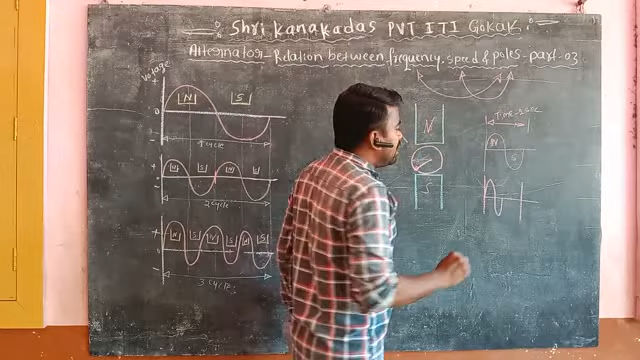 Shri Kanakadas PVT ITI Gokak
Alternator - Relation between frequency, speed & poles - part-03
Voltage
+
0
-
N
S
1 cycle
+
-
N
S
N
2 cycle
+
-
N
S
N
S
N
S
3 cycle
N
S
N
S